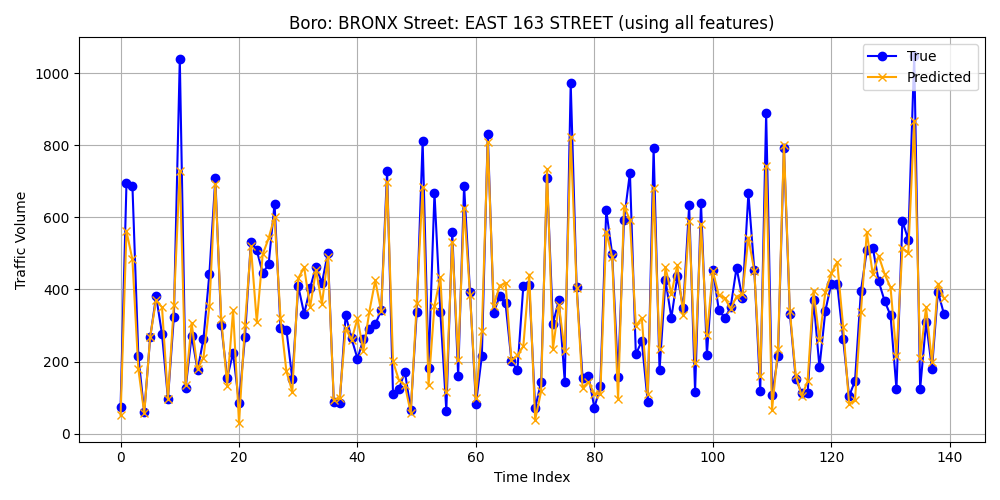 Boro: BRONX Street: EAST 163 STREET (using all features)
True
Predicted
Traffic Volume
1000
800
600
400
200
0
0 20 40 60 80 100 120 140
Time Index